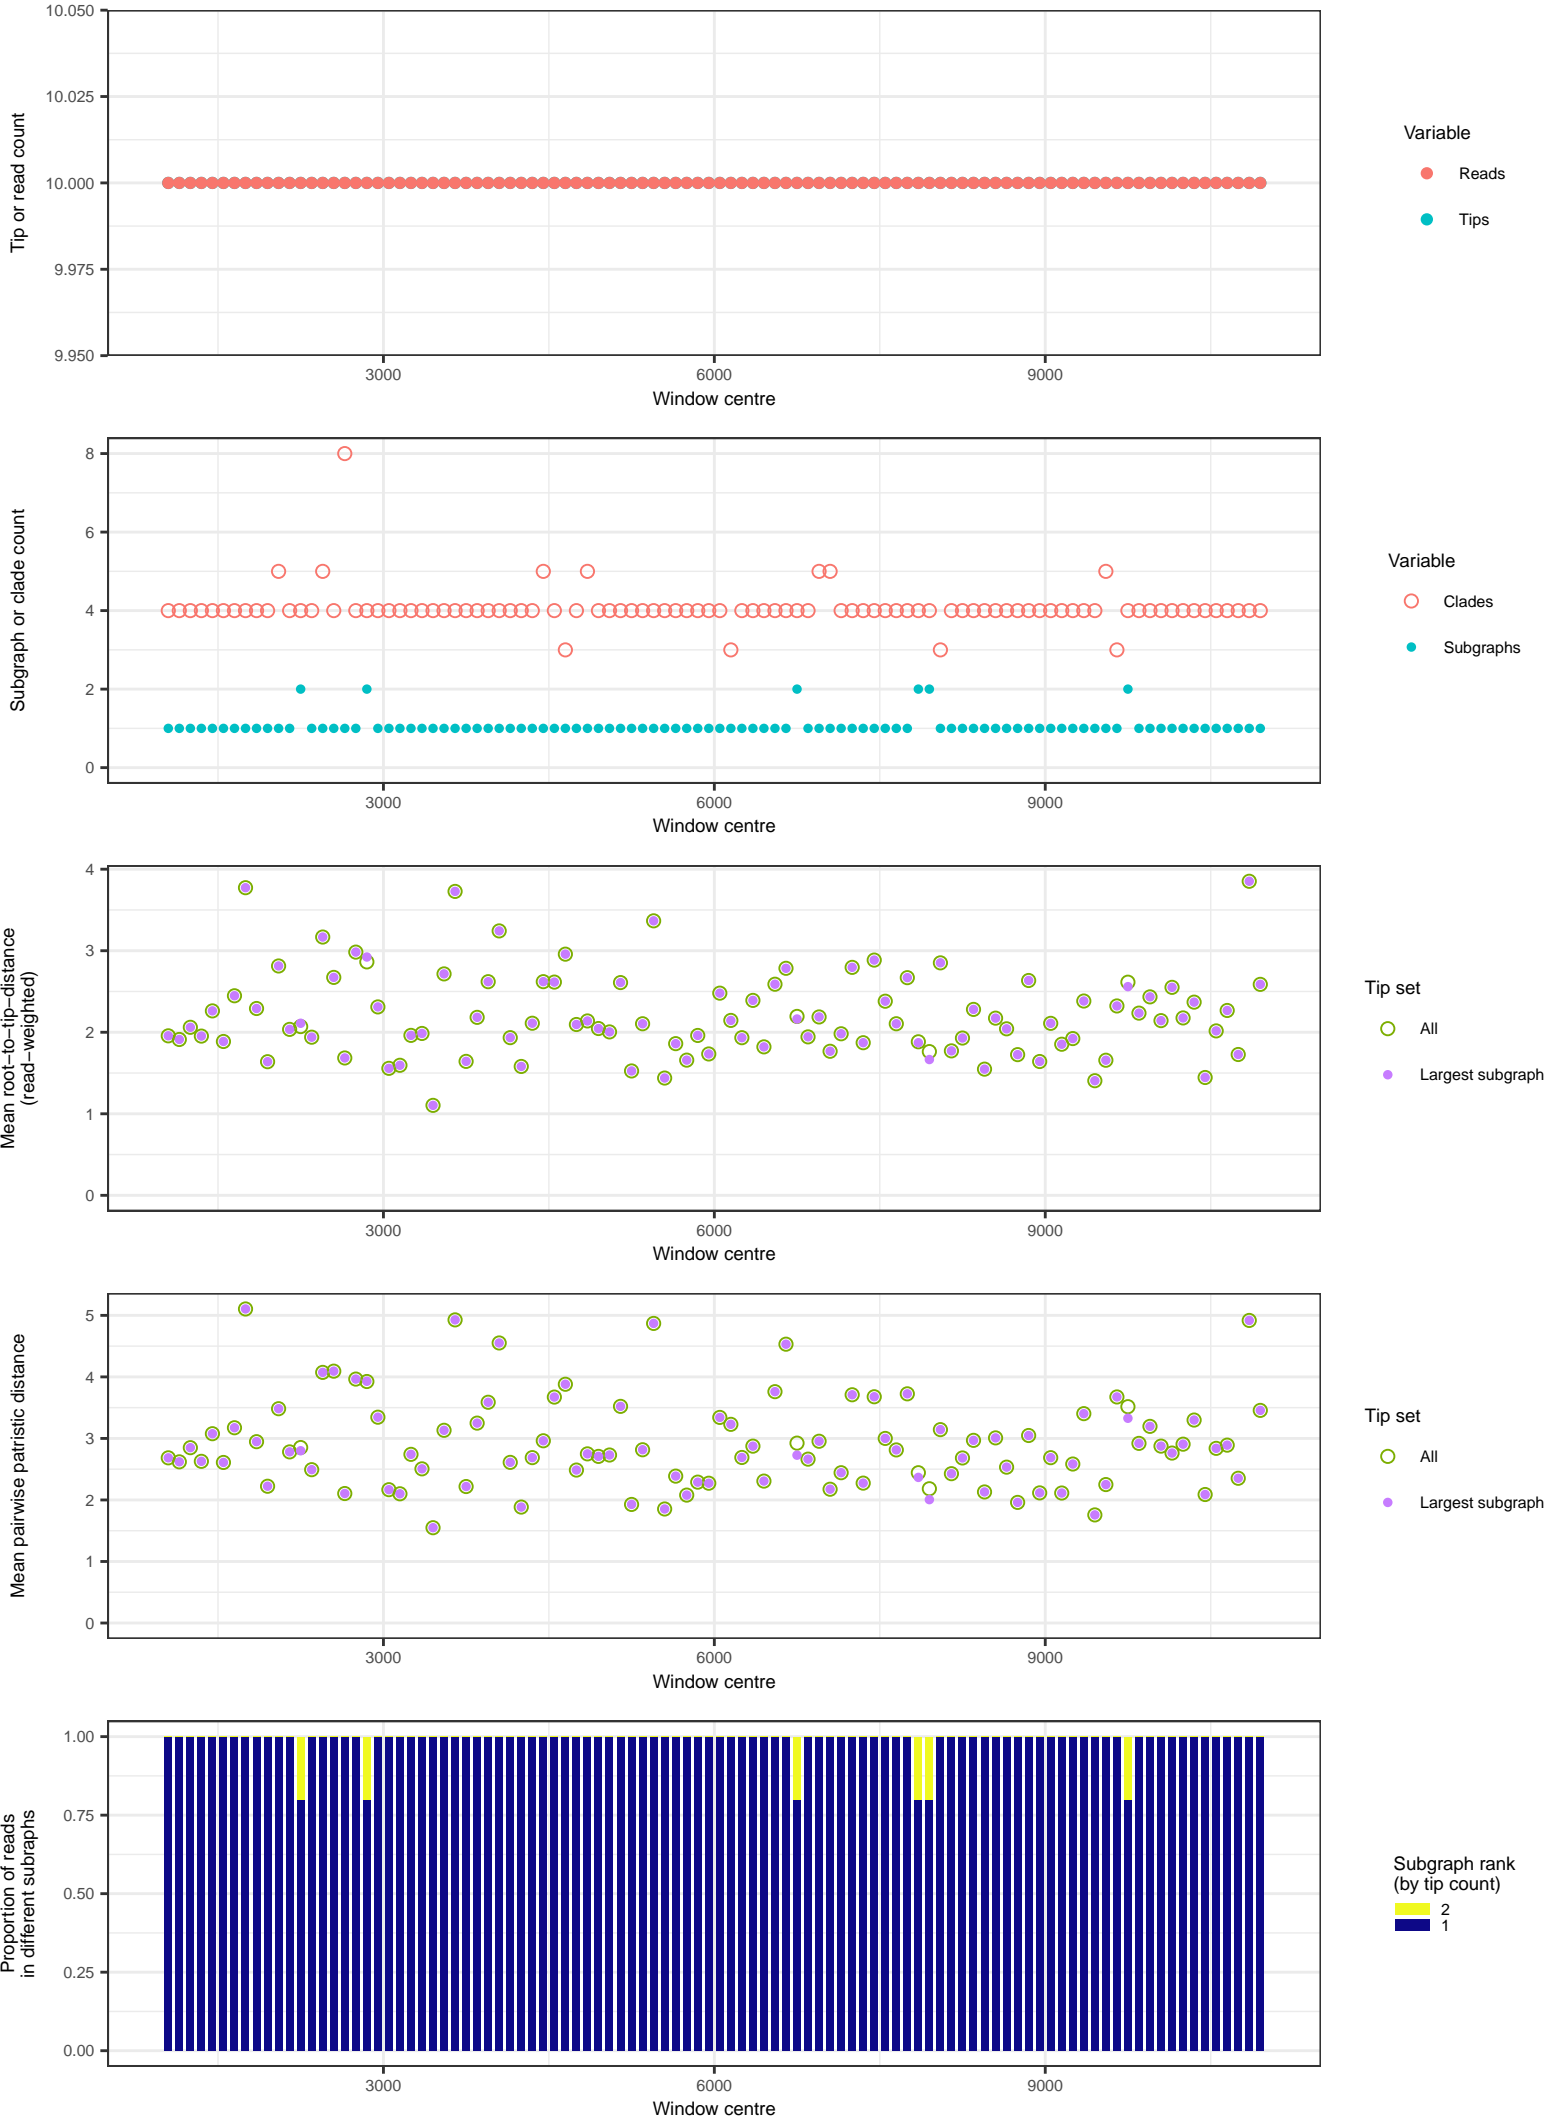 10.050
10.025
10.000
9.975
9.950
Tip or read count
3000
6000
9000
Window centre
Variable
Reads
Tips
8
6
4
2
0
Subgraph or clade count
3000
6000
9000
Window centre
Variable
Clades
Subgraphs
4
3
2
1
0
Mean root−to−tip−distance
(read−weighted)
3000
6000
9000
Window centre
Tip set
All
Largest subgraph
5
4
3
2
1
0
Mean pairwise patristic distance
3000
6000
9000
Window centre
Tip set
All
Largest subgraph
1.00
0.75
0.50
0.25
0.00
Proportion of reads
in different subraphs
3000
6000
9000
Window centre
Subgraph rank
(by tip count)
2
1